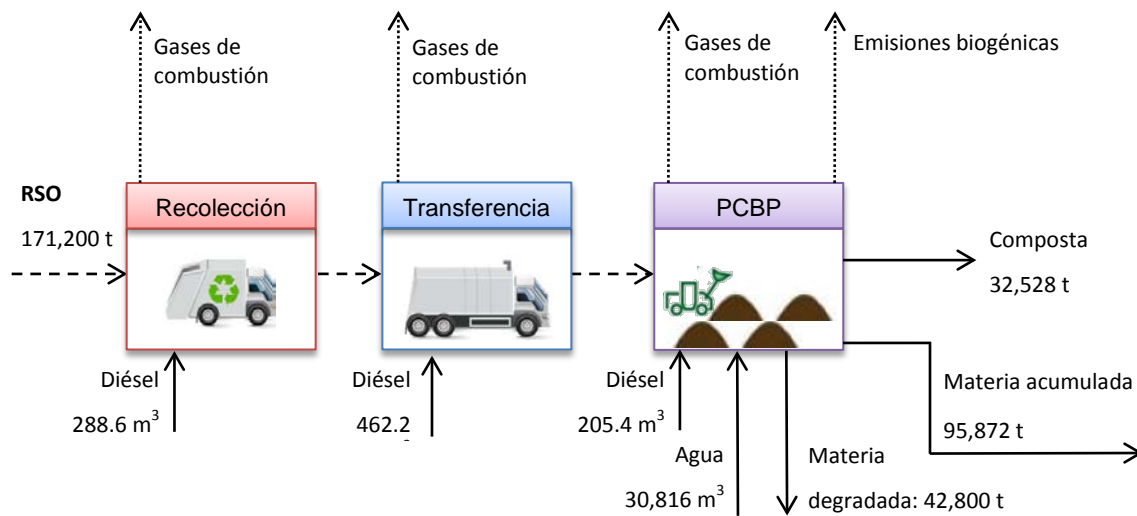 Gases de
combustión
Gases de
combustión
Gases de
combustión
Emisiones biogénicas
RSO
171,200 t
Recolección
Transferencia
PCBP
Composta
32,528 t
Diésel
288.6 m³
Diésel
462.2
Diésel
205.4 m³
Agua
30,816 m³
Materia
degradada: 42,800 t
Materia acumulada
95,872 t